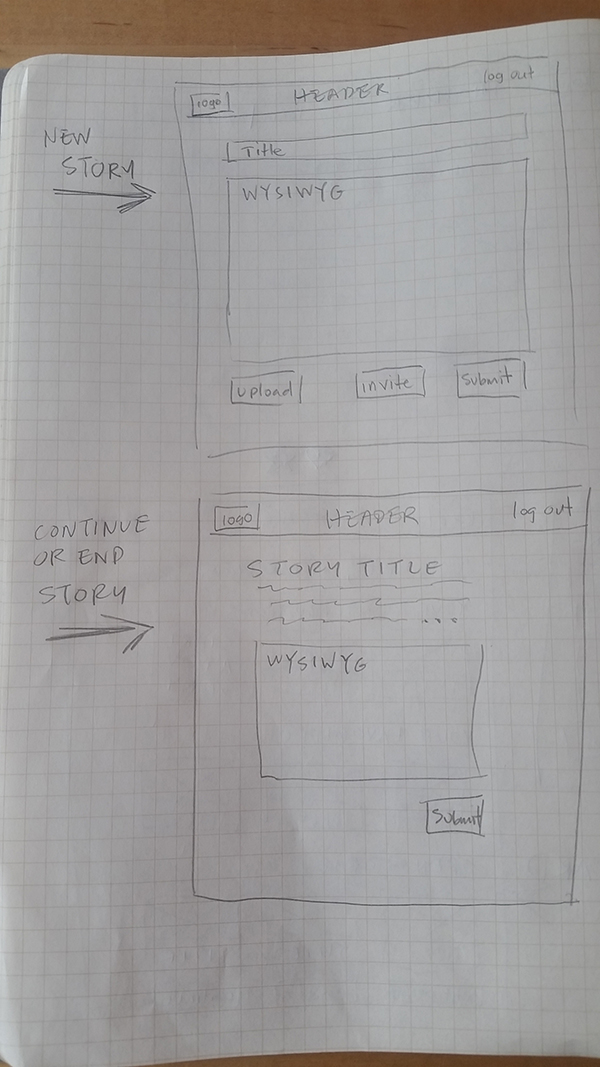 NEW
STORY
logo HEADER log out
Title
WYSIWYG
upload invite submit
CONTINUE
OR END
STORY
logo HEADER log out
STORY TITLE
...
WYSIWYG
Submit